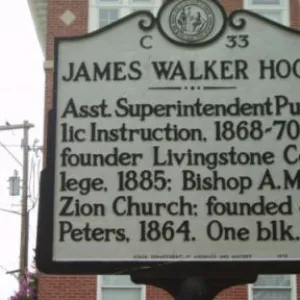 C 33
JAMES WALKER HOO
Asst. Superintendent Pu
lic Instruction, 1868-70
founder Livingstone Co
lege, 1885; Bishop A.M
Zion Church; founded
Peters, 1864. One blk.